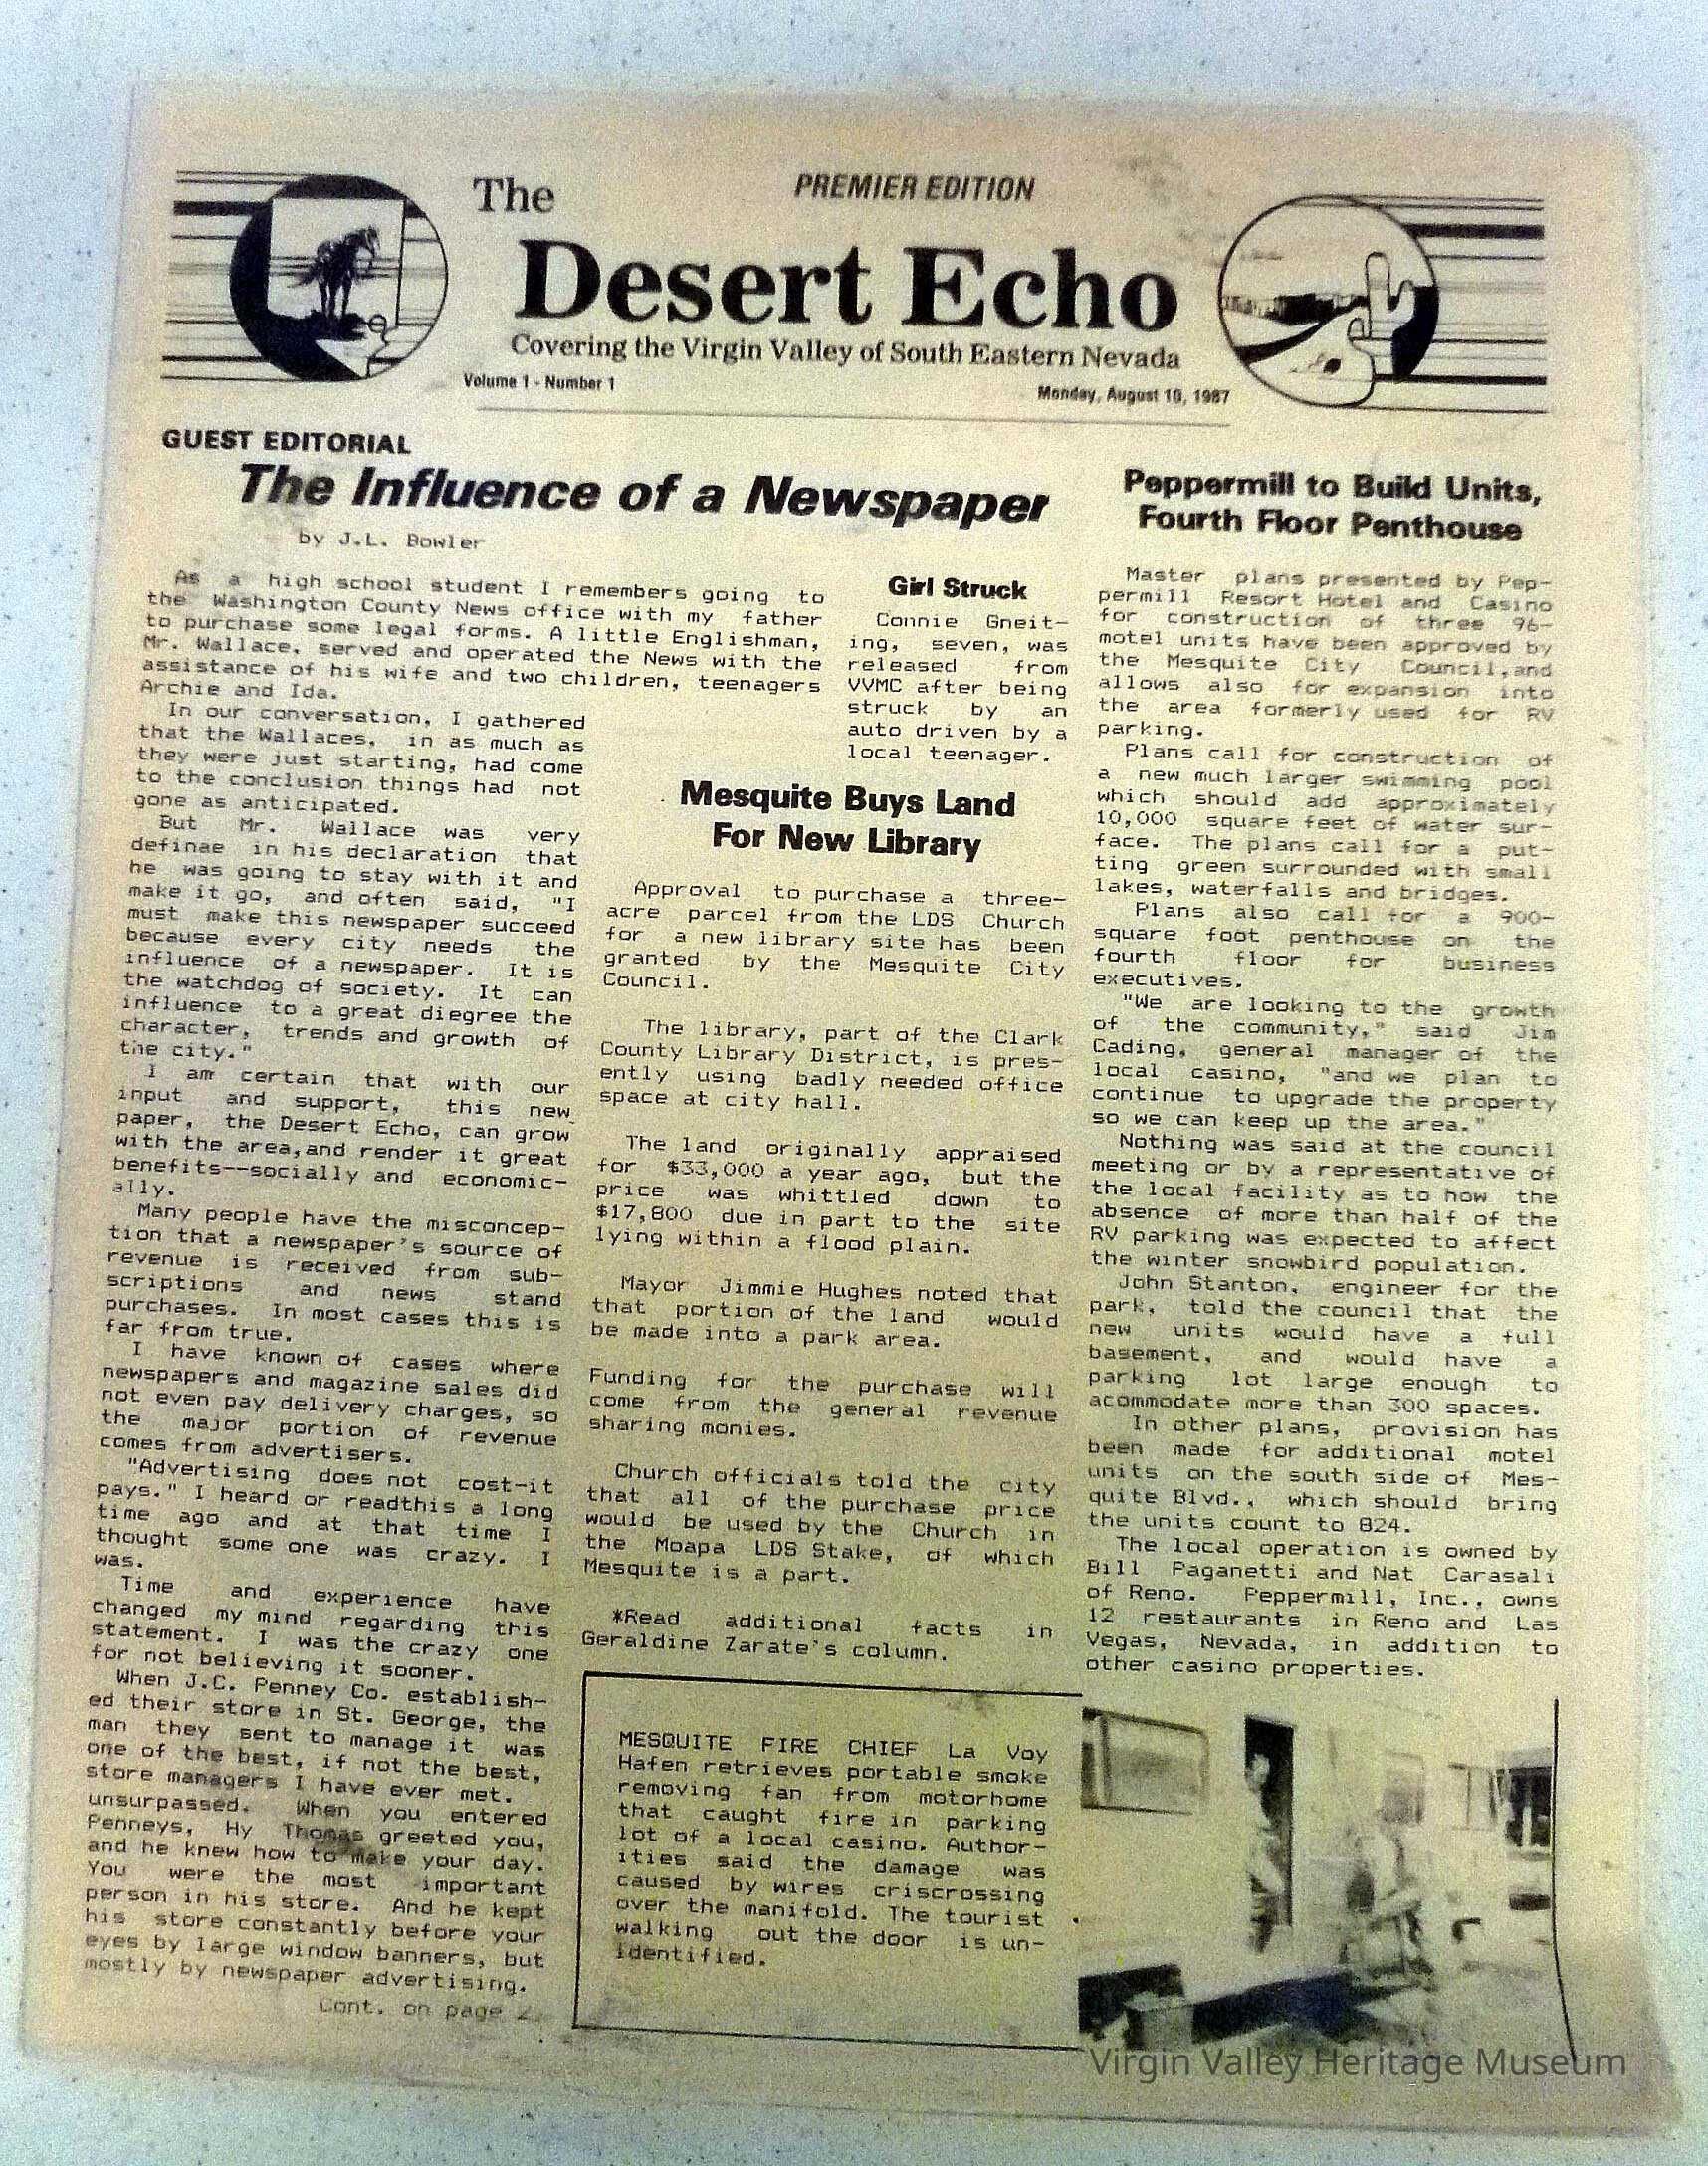 The
PREMIER EDITION
Desert Echo
Covering the Virgin Valley of South Eastern Nevada
Volume 1 - Number 1
Monday, August 10, 1987
GUEST EDITORIAL
The Influence of a Newspaper
by J.L. Bowler
As a high school student I remembers going to
the Washington County News office with my father
to purchase some legal forms. A little Englishman,
Mr. Wallace, served and operated the News with the
assistance of his wife and two children, teenagers
Archie and Ida.
In our conversation, I gathered
that the Wallaces, in as much as
they were just starting, had come
to the conclusion things had not
gone as anticipated.
But Mr. Wallace was very
definae in his declaration that
he was going to stay with it and
make it go, and often said, "I
must make this newspaper succeed
because every city needs the
influence of a newspaper. It is
the watchdog of society. It can
influence to a great diegree the
character, trends and growth of
the city."
I am certain that with our
input and support, this new
paper, the Desert Echo, can grow
with the area,and render it great
benefits--socially and economic-
ally.
Many people have the misconcep-
tion that a newspaper's source of
revenue is received from sub-
scriptions and news stand
purchases. In most cases this is
far from true.
I have known of cases where
newspapers and magazine sales did
not even pay delivery charges, so
the major portion of revenue
comes from advertisers.
"Advertising does not cost-it
pays." I heard or readthis a long
time ago and at that time I
thought some one was crazy. I
was.
Time and experience have
changed my mind regarding this
statement. I was the crazy one
for not believing it sooner.
When J.C. Penney Co. establish-
ed their store in St. George, the
man they sent to manage it was
one of the best, if not the best,
store managers I have ever met.
unsurpassed. When you entered
Penneys, Hy Thomas greeted you,
and he knew how to make your day.
You were the most important
person in his store. And he kept
his store constantly before your
eyes by large window banners, but
mostly by newspaper advertising.
Cont. on page 2
Girl Struck
Connie Gneit-
ing, seven, was
released from
VVMC after being
struck by an
auto driven by a
local teenager.
Mesquite Buys Land
For New Library
Approval to purchase a three-
acre parcel from the LDS Church
for a new library site has been
granted by the Mesquite City
Council.
The library, part of the Clark
County Library District, is pres-
ently using badly needed office
space at city hall.
The land originally appraised
for $33,000 a year ago, but the
price was whittled down to
$17,800 due in part to the site
lying within a flood plain.
Mayor Jimmie Hughes noted that
that portion of the land would
be made into a park area.
Funding for the purchase will
come from the general revenue
sharing monies.
Church officials told the city
that all of the purchase price
would be used by the Church in
the Moapa LDS Stake, of which
Mesquite is a part.
*Read additional facts in
Geraldine Zarate's column.
MESQUITE FIRE CHIEF La Voy
Hafen retrieves portable smoke
removing fan from motorhome
that caught fire in parking
lot of a local casino. Author-
ities said the damage was
caused by wires criscrossing
over the manifold. The tourist
walking out the door is un-
identified.
Peppermill to Build Units,
Fourth Floor Penthouse
Master plans presented by Pep-
permill Resort Hotel and Casino
for construction of three 96-
motel units have been approved by
the Mesquite City Council,and
allows also for expansion into
the area formerly used for RV
parking.
Plans call for construction of
a new much larger swimming pool
which should add approximately
10,000 square feet of water sur-
face. The plans call for a put-
ting green surrounded with small
lakes, waterfalls and bridges.
Plans also call for a 900-
square foot penthouse on the
fourth floor for business
executives.
"We are looking to the growth
of the community," said Jim
Cading, general manager of the
local casino, "and we plan to
continue to upgrade the property
so we can keep up the area."
Nothing was said at the council
meeting or by a representative of
the local facility as to how the
absence of more than half of the
RV parking was expected to affect
the winter snowbird population.
John Stanton, engineer for the
park, told the council that the
new units would have a full
basement, and would have a
parking lot large enough to
acommodate more than 300 spaces.
In other plans, provision has
been made for additional motel
units on the south side of Mes-
quite Blvd., which should bring
the units count to 824.
The local operation is owned by
Bill Paganetti and Nat Carasali
of Reno. Peppermill, Inc., owns
12 restaurants in Reno and Las
Vegas, Nevada, in addition to
other casino properties.
Virgin Valley Heritage Museum